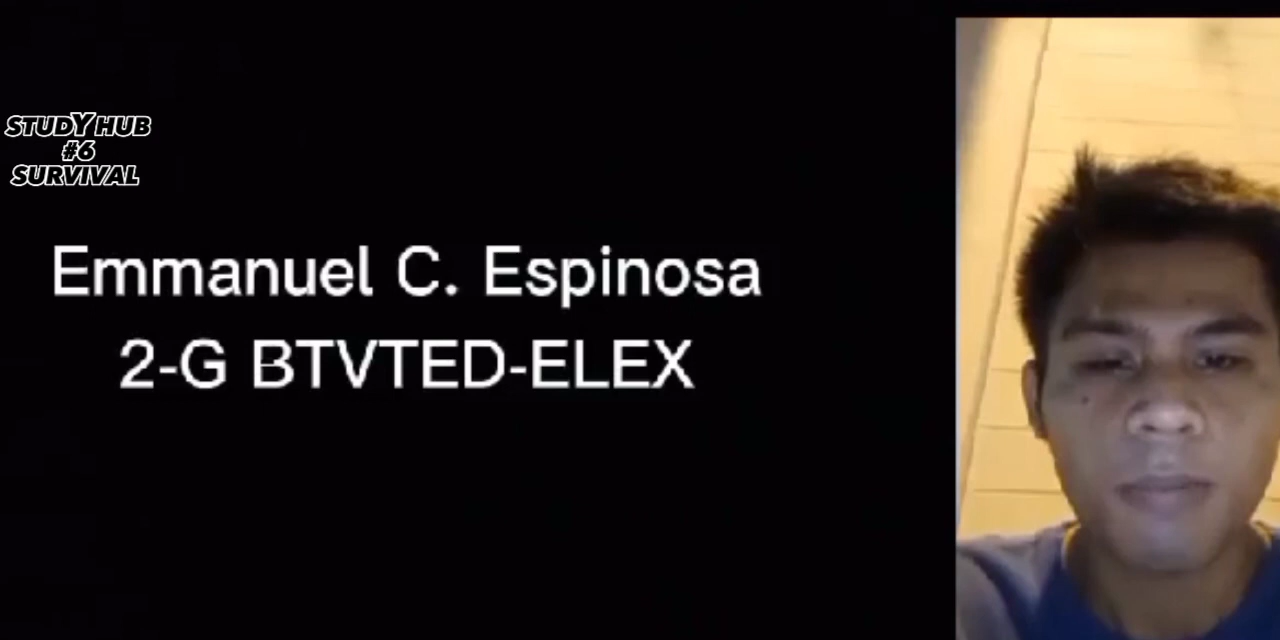 STUDY HUB
#6
SURVIVAL
Emmanuel C. Espinosa
2-G BTVTED-ELEX